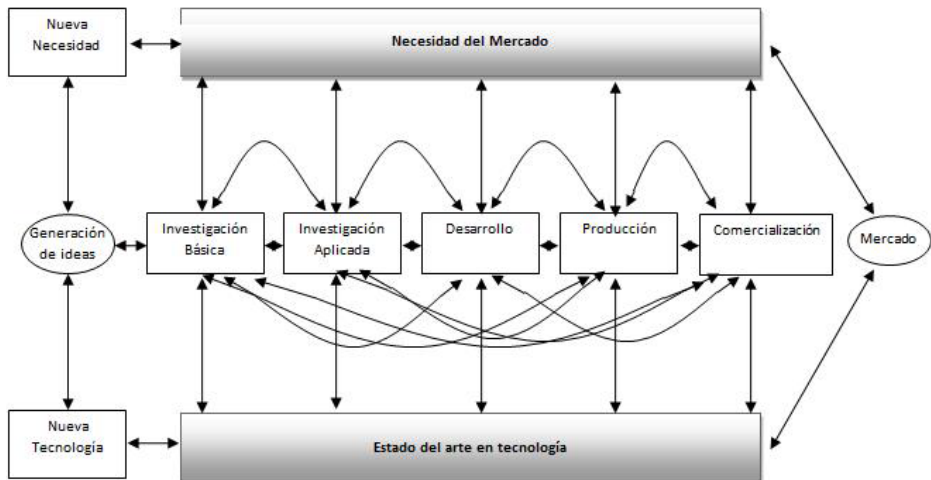 Nueva
Necesidad
Necesidad del Mercado
Generación
de ideas
Investigación
Básica
Investigación
Aplicada
Desarrollo
Producción
Comercialización
Mercado
Nueva
Tecnología
Estado del arte en tecnología